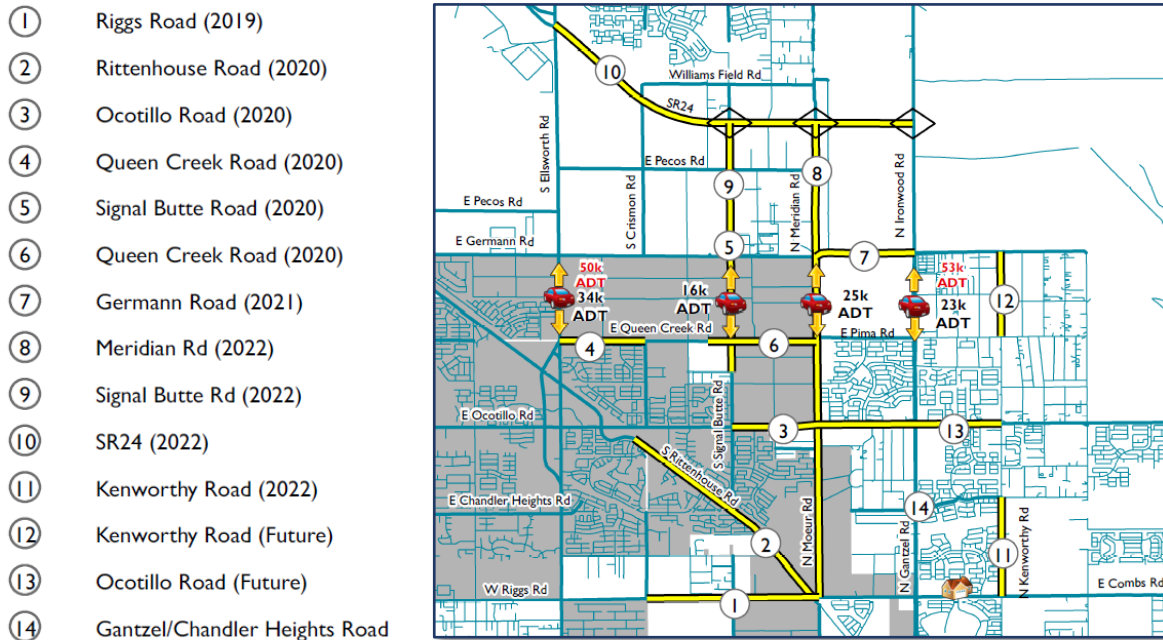 1 Riggs Road (2019)
2 Rittenhouse Road (2020)
3 Ocotillo Road (2020)
4 Queen Creek Road (2020)
5 Signal Butte Road (2020)
6 Queen Creek Road (2020)
7 Germann Road (2021)
8 Meridian Rd (2022)
9 Signal Butte Rd (2022)
10 SR24 (2022)
11 Kenworthy Road (2022)
12 Kenworthy Road (Future)
13 Ocotillo Road (Future)
14 Gantzel/Chandler Heights Road
10
Williams Field Rd
SR24
S Ellsworth Rd
E Pecos Rd
8
9
S Crismon Rd
N Meridian Rd
N Ironwood Rd
E Pecos Rd
E Germann Rd
5
7
50k
ADT
34k
ADT
16k
ADT
25k
ADT
53k
ADT
23k
ADT
12
E Queen Creek Rd
E Pima Rd
4
6
E Ocotillo Rd
S Signal Butte Rd
3
13
S Rittenhouse Rd
E Chandler Heights Rd
14
2
N Moeur Rd
N Gantzel Rd
11
N Kenworthy Rd
W Riggs Rd
E Combs Rd
1